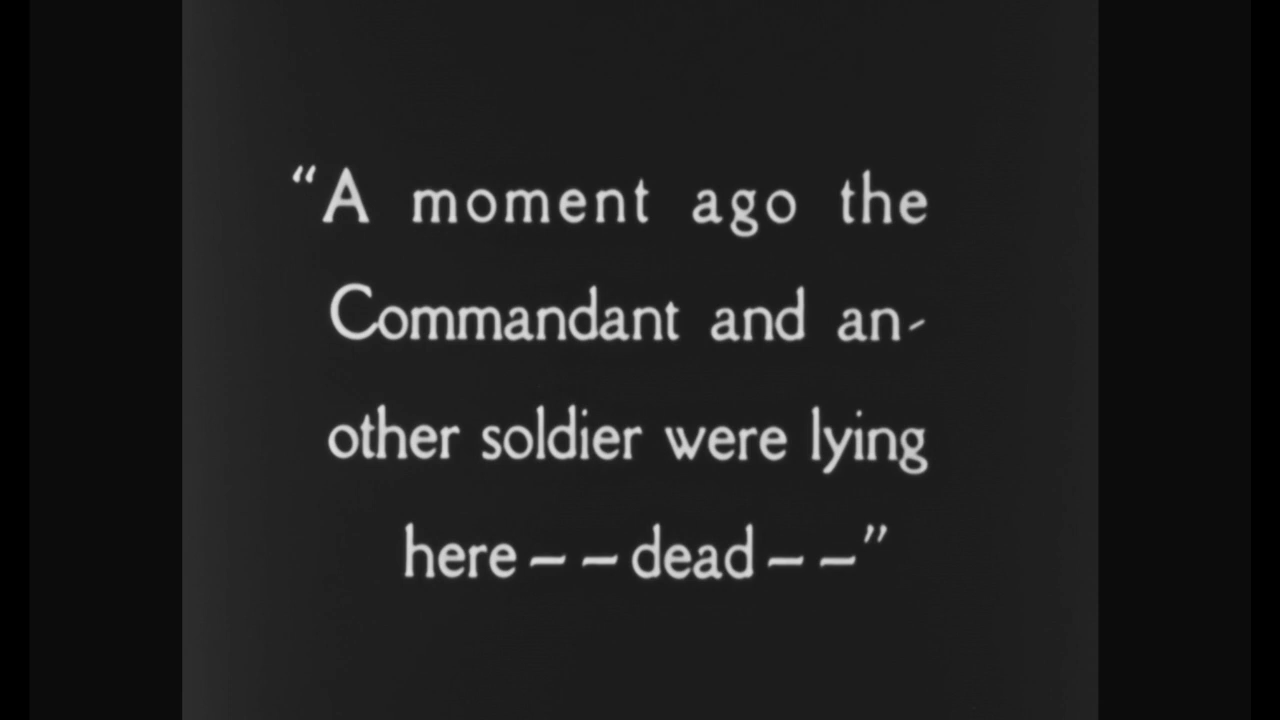 “A moment ago the
Commandant and an-
other soldier were lying
here — — dead — —”